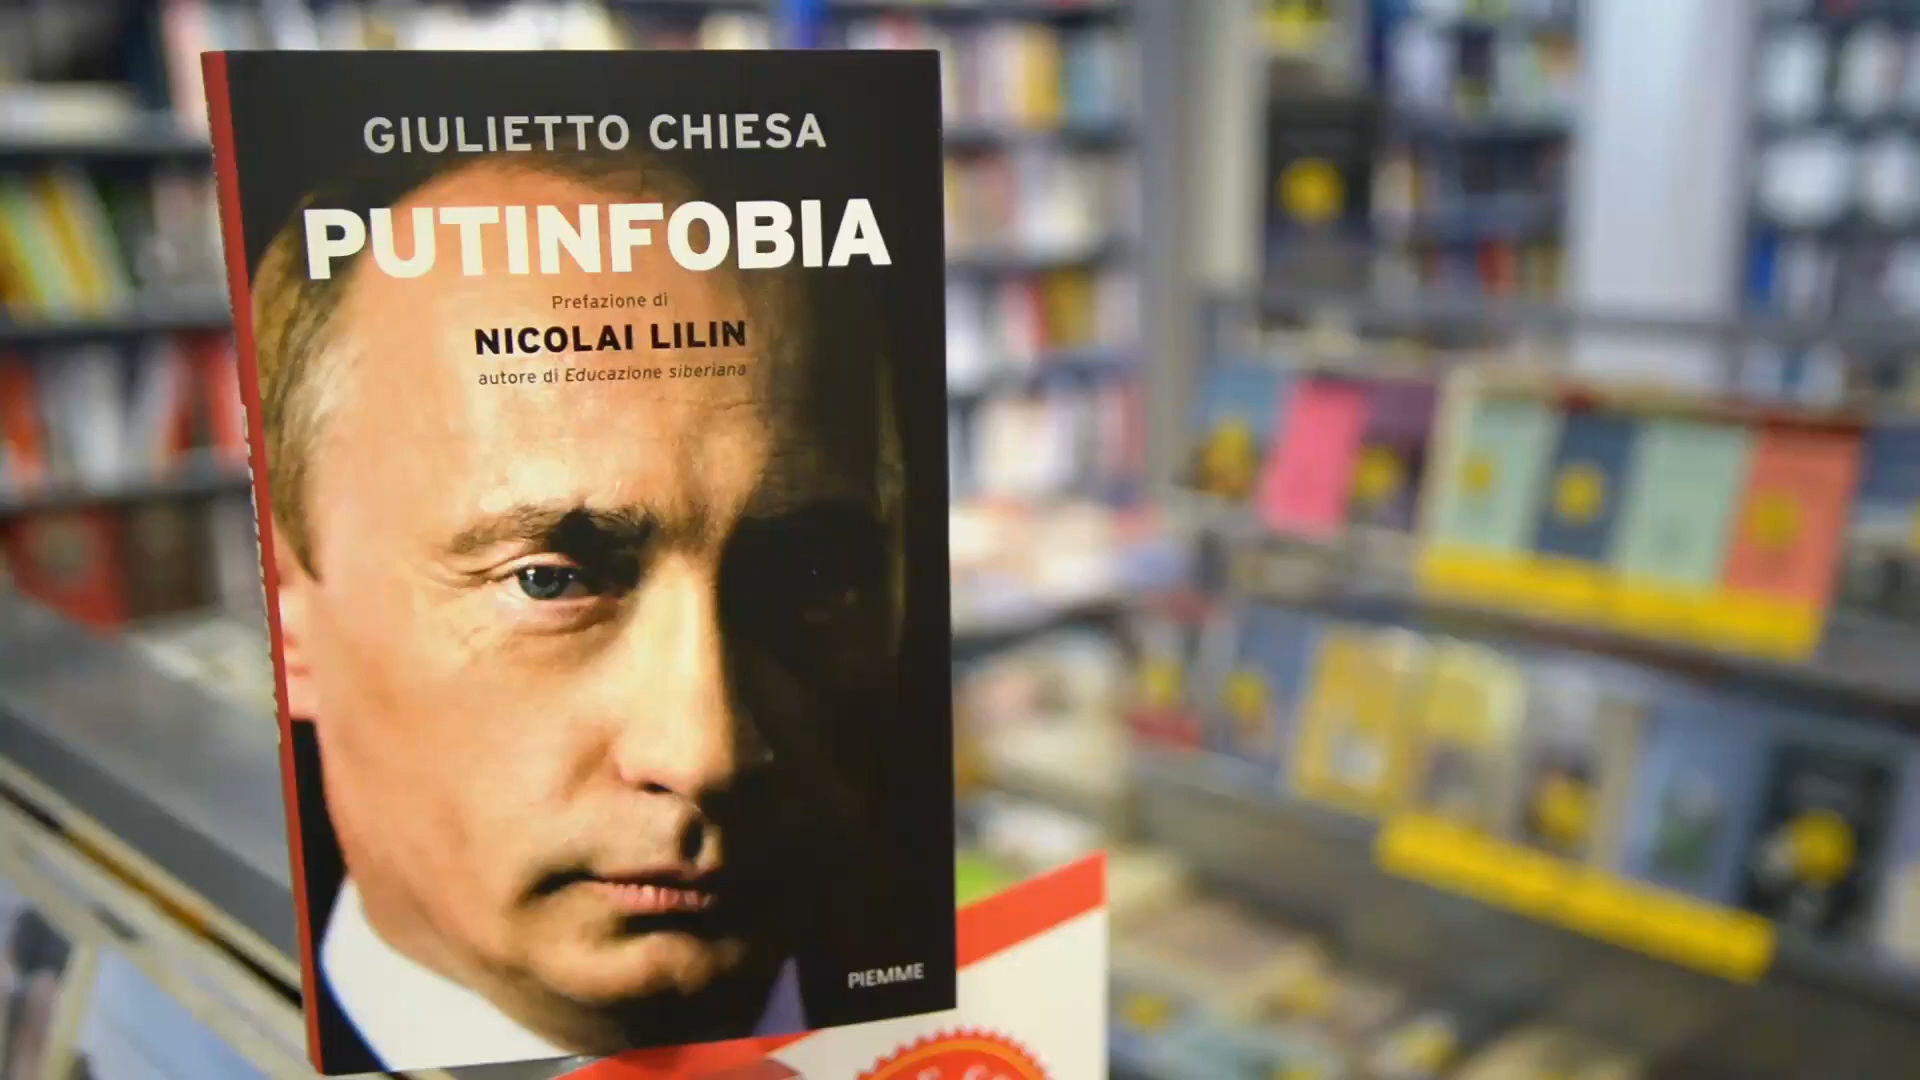 GIULIETTO CHIESA
PUTINFOBIA
Prefazione di
NICOLAI LILIN
autore di Educazione siberiana
PIEMME